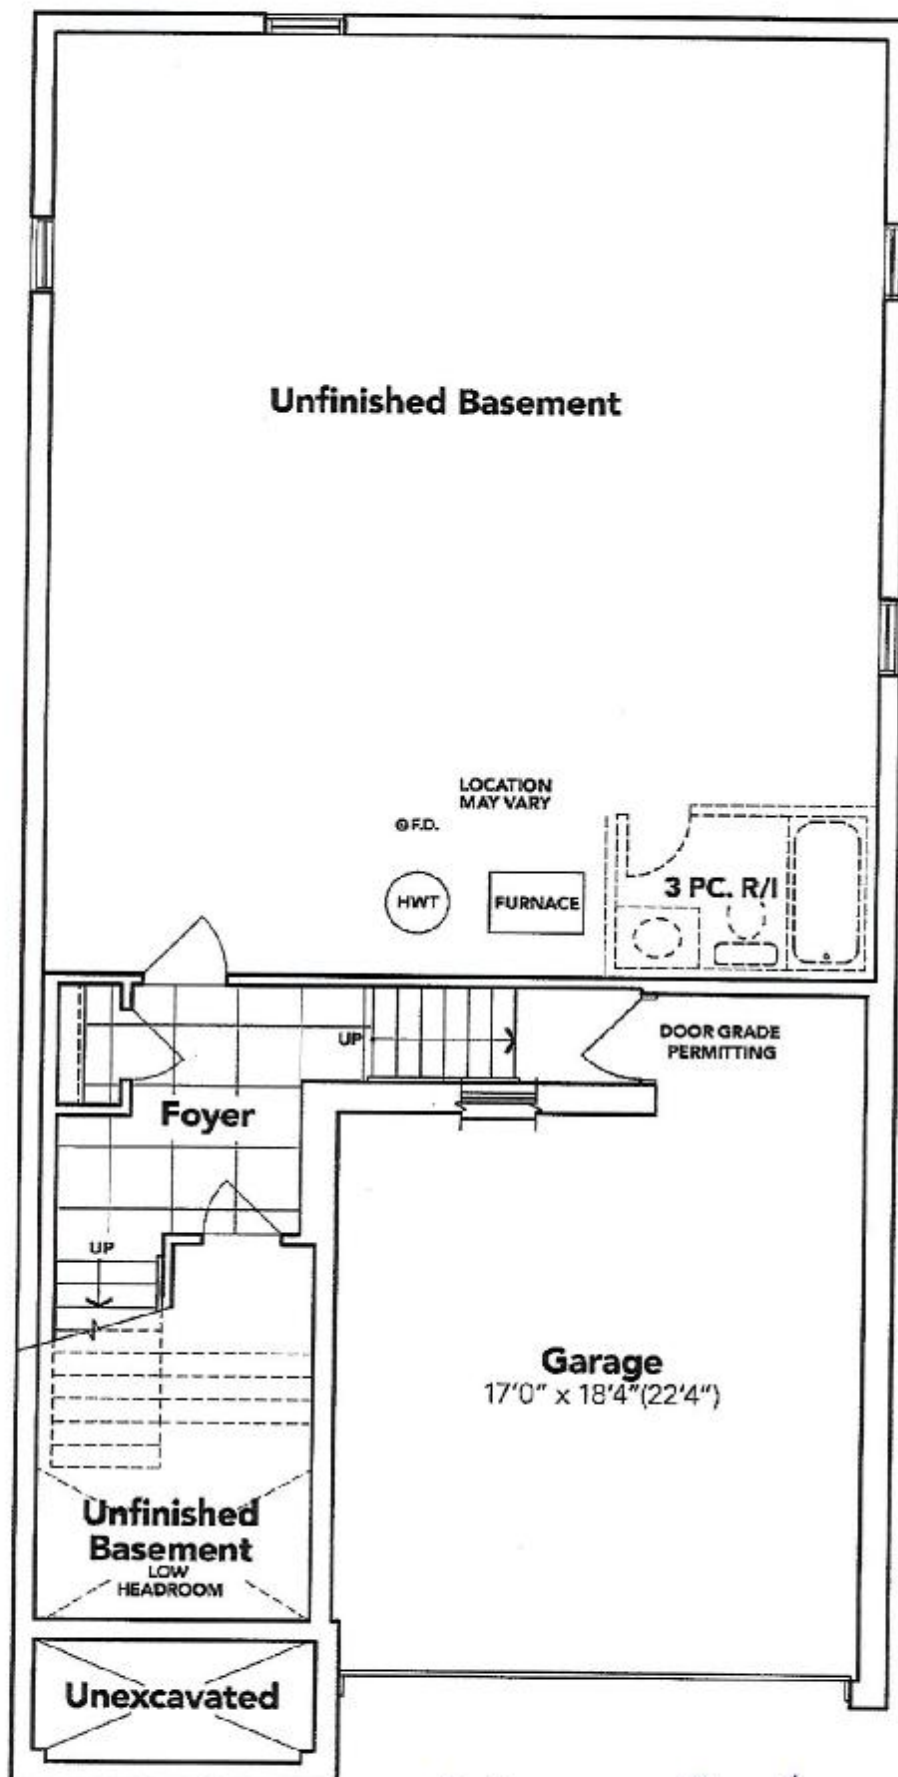 Unfinished Basement
LOCATION
MAY VARY
F.D.
HWT
FURNACE
3 PC. R/I
UP
DOOR GRADE
PERMITTING
Foyer
UP
Garage
17'0" x 18'4"(22'4")
Unfinished
Basement
LOW
HEADROOM
Unexcavated